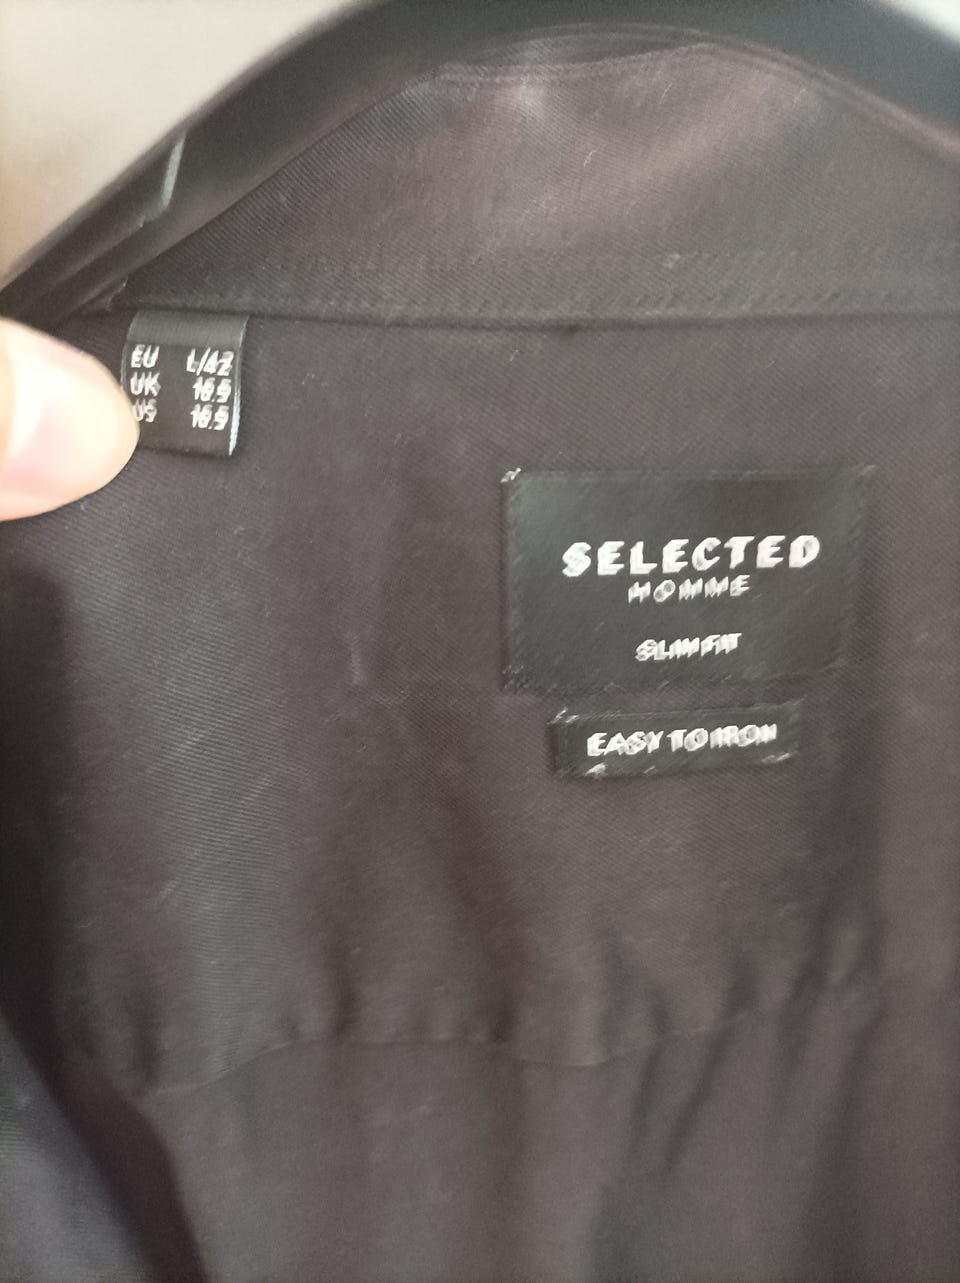 EU L/42
UK 16.5
US 16.5
SELECTED
HOMME
SLIM FIT
EASY TO IRON